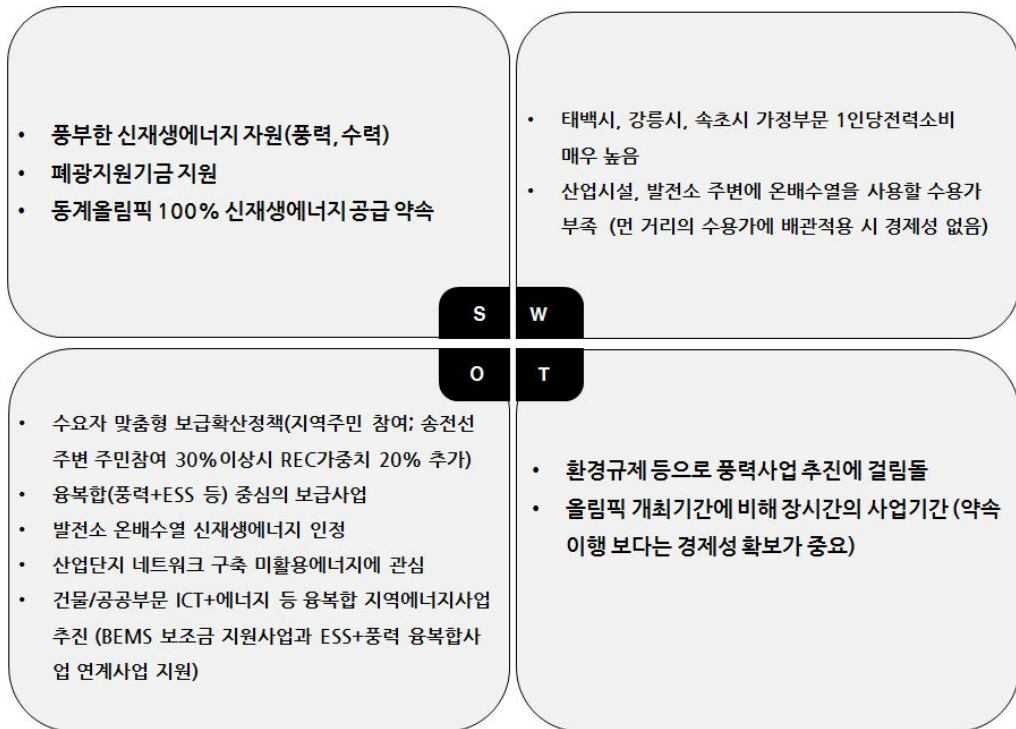 • 풍부한 신재생에너지 자원(풍력, 수력)
• 폐광지원기금 지원
• 동계올림픽 100% 신재생에너지 공급 약속
• 태백시, 강릉시, 속초시 가정부문 1인당전력소비
매우 높음
• 산업시설, 발전소 주변에 온배수열을 사용할 수용가
부족 (먼 거리의 수용가에 배관적용 시 경제성 없음)
S W
O T
• 수요자 맞춤형 보급확산정책(지역주민 참여; 송전선
주변 주민참여 30%이상시 REC가중치 20% 추가)
• 융복합(풍력+ESS 등) 중심의 보급사업
• 발전소 온배수열 신재생에너지 인정
• 산업단지 네트워크 구축 미활용에너지에 관심
• 건물/공공부문 ICT+에너지 등 융복합 지역에너지사업
추진 (BEMS 보조금 지원사업과 ESS+풍력 융복합사
업 연계사업 지원)
• 환경규제 등으로 풍력사업 추진에 걸림돌
• 올림픽 개최기간에 비해 장시간의 사업기간 (약속
이행 보다는 경제성 확보가 중요)